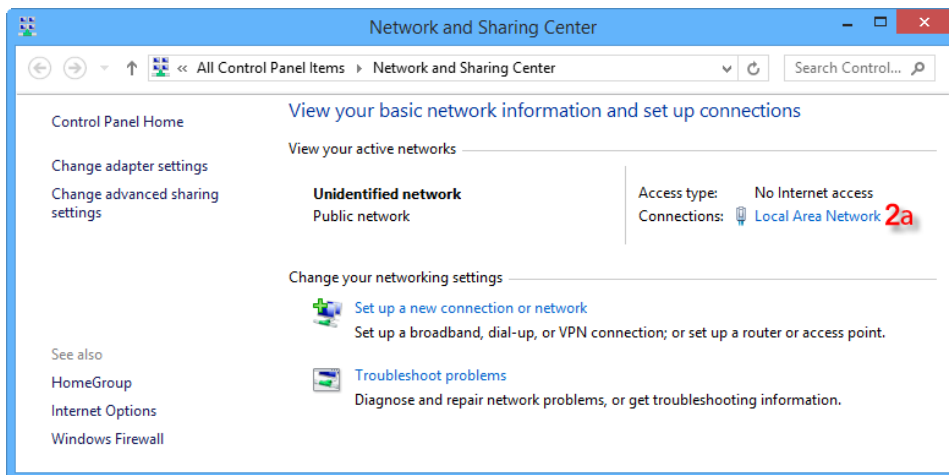 Network and Sharing Center
« All Control Panel Items Network and Sharing Center
Search Control...
Control Panel Home
Change adapter settings
Change advanced sharing
settings
See also
HomeGroup
Internet Options
Windows Firewall
View your basic network information and set up connections
View your active networks
Unidentified network
Public network
Access type: No Internet access
Connections: Local Area Network 2a
Change your networking settings
Set up a new connection or network
Set up a broadband, dial-up, or VPN connection; or set up a router or access point.
Troubleshoot problems
Diagnose and repair network problems, or get troubleshooting information.